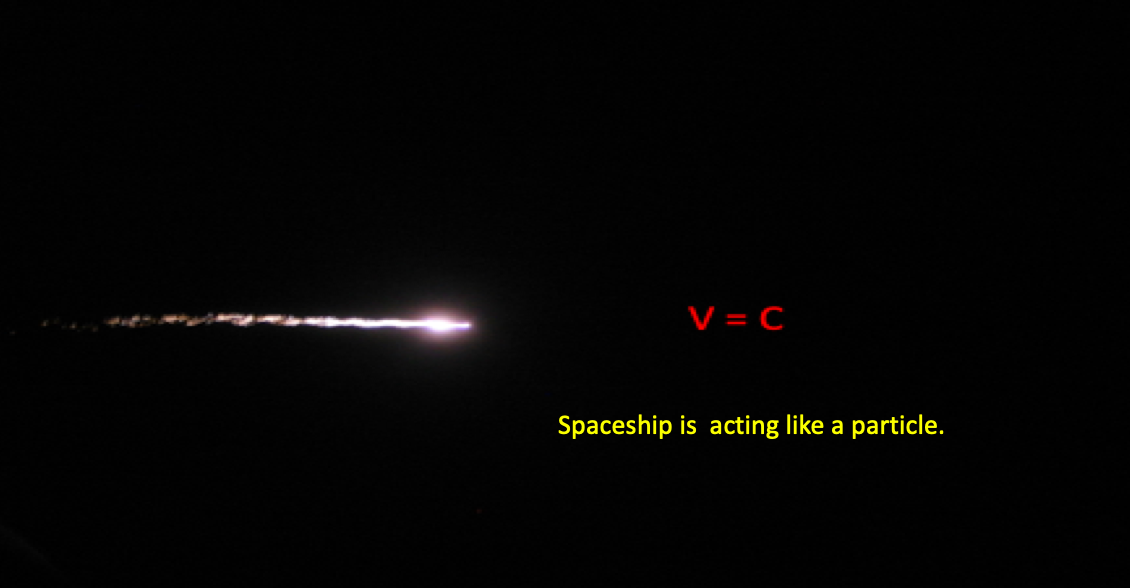 V = C
Spaceship is  acting like a particle.